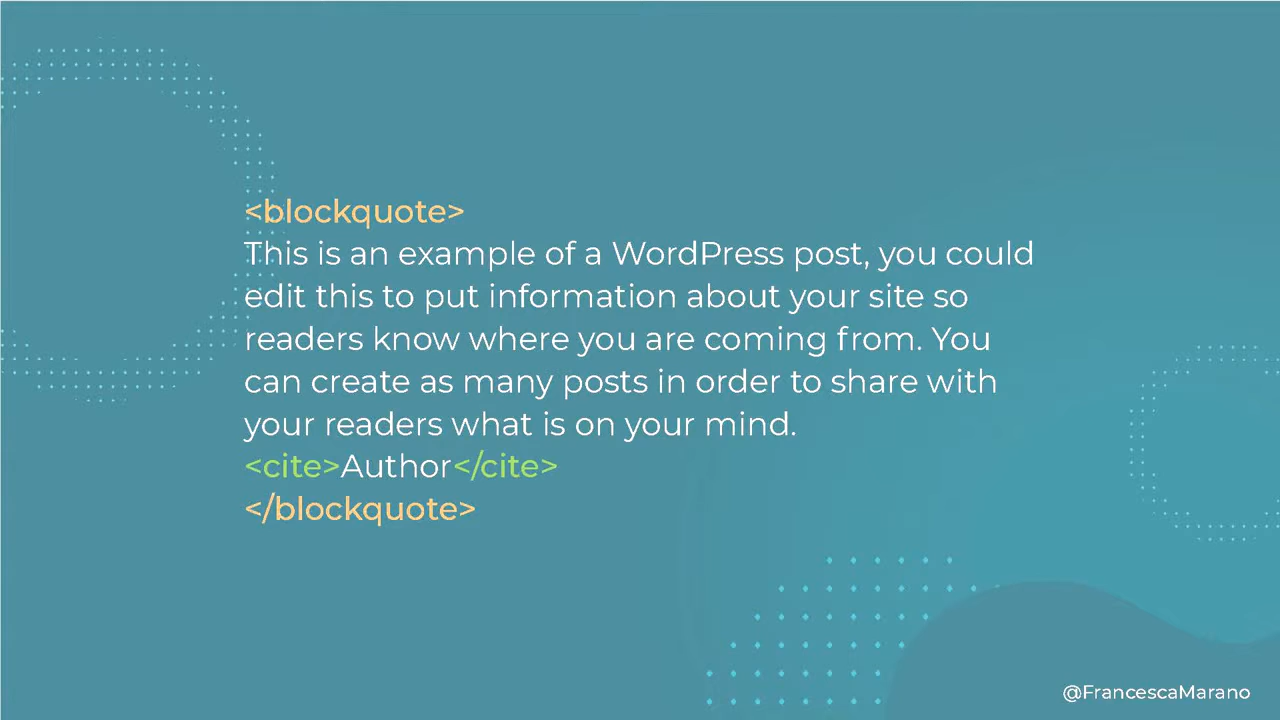 <blockquote>
This is an example of a WordPress post, you could
edit this to put information about your site so
readers know where you are coming from. You
can create as many posts in order to share with
your readers what is on your mind.
<cite>Author</cite>
</blockquote>
@FrancescaMarano